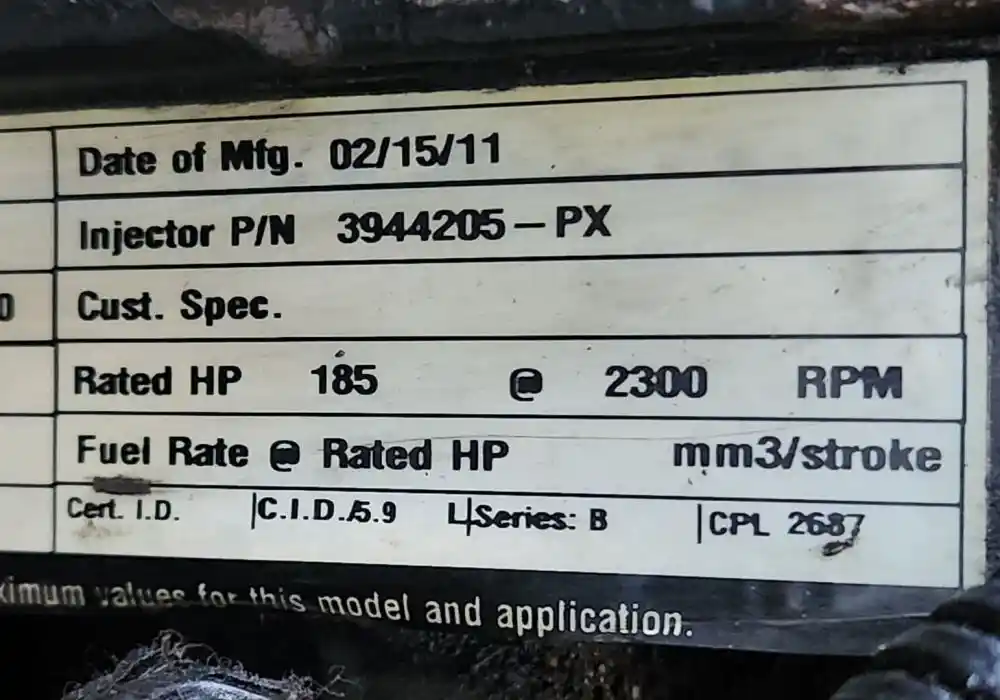 Date of Mfg. 02/15/11
Injector P/N 3944205-PX
0 Cust. Spec.
Rated HP 185 @ 2300 RPM
Fuel Rate @ Rated HP mm3/stroke
Cert. I.D. C.I.D./5.9 L Series: B CPL 2687
ximum values for this model and application.